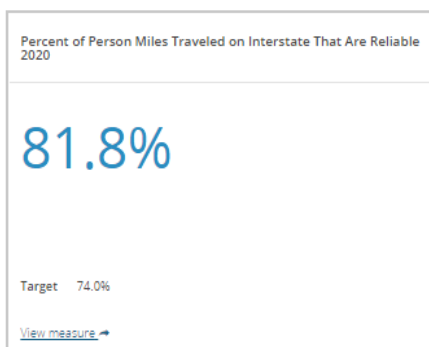 Percent of Person Miles Traveled on Interstate That Are Reliable
2020
81.8%
Target 74.0%
View measure